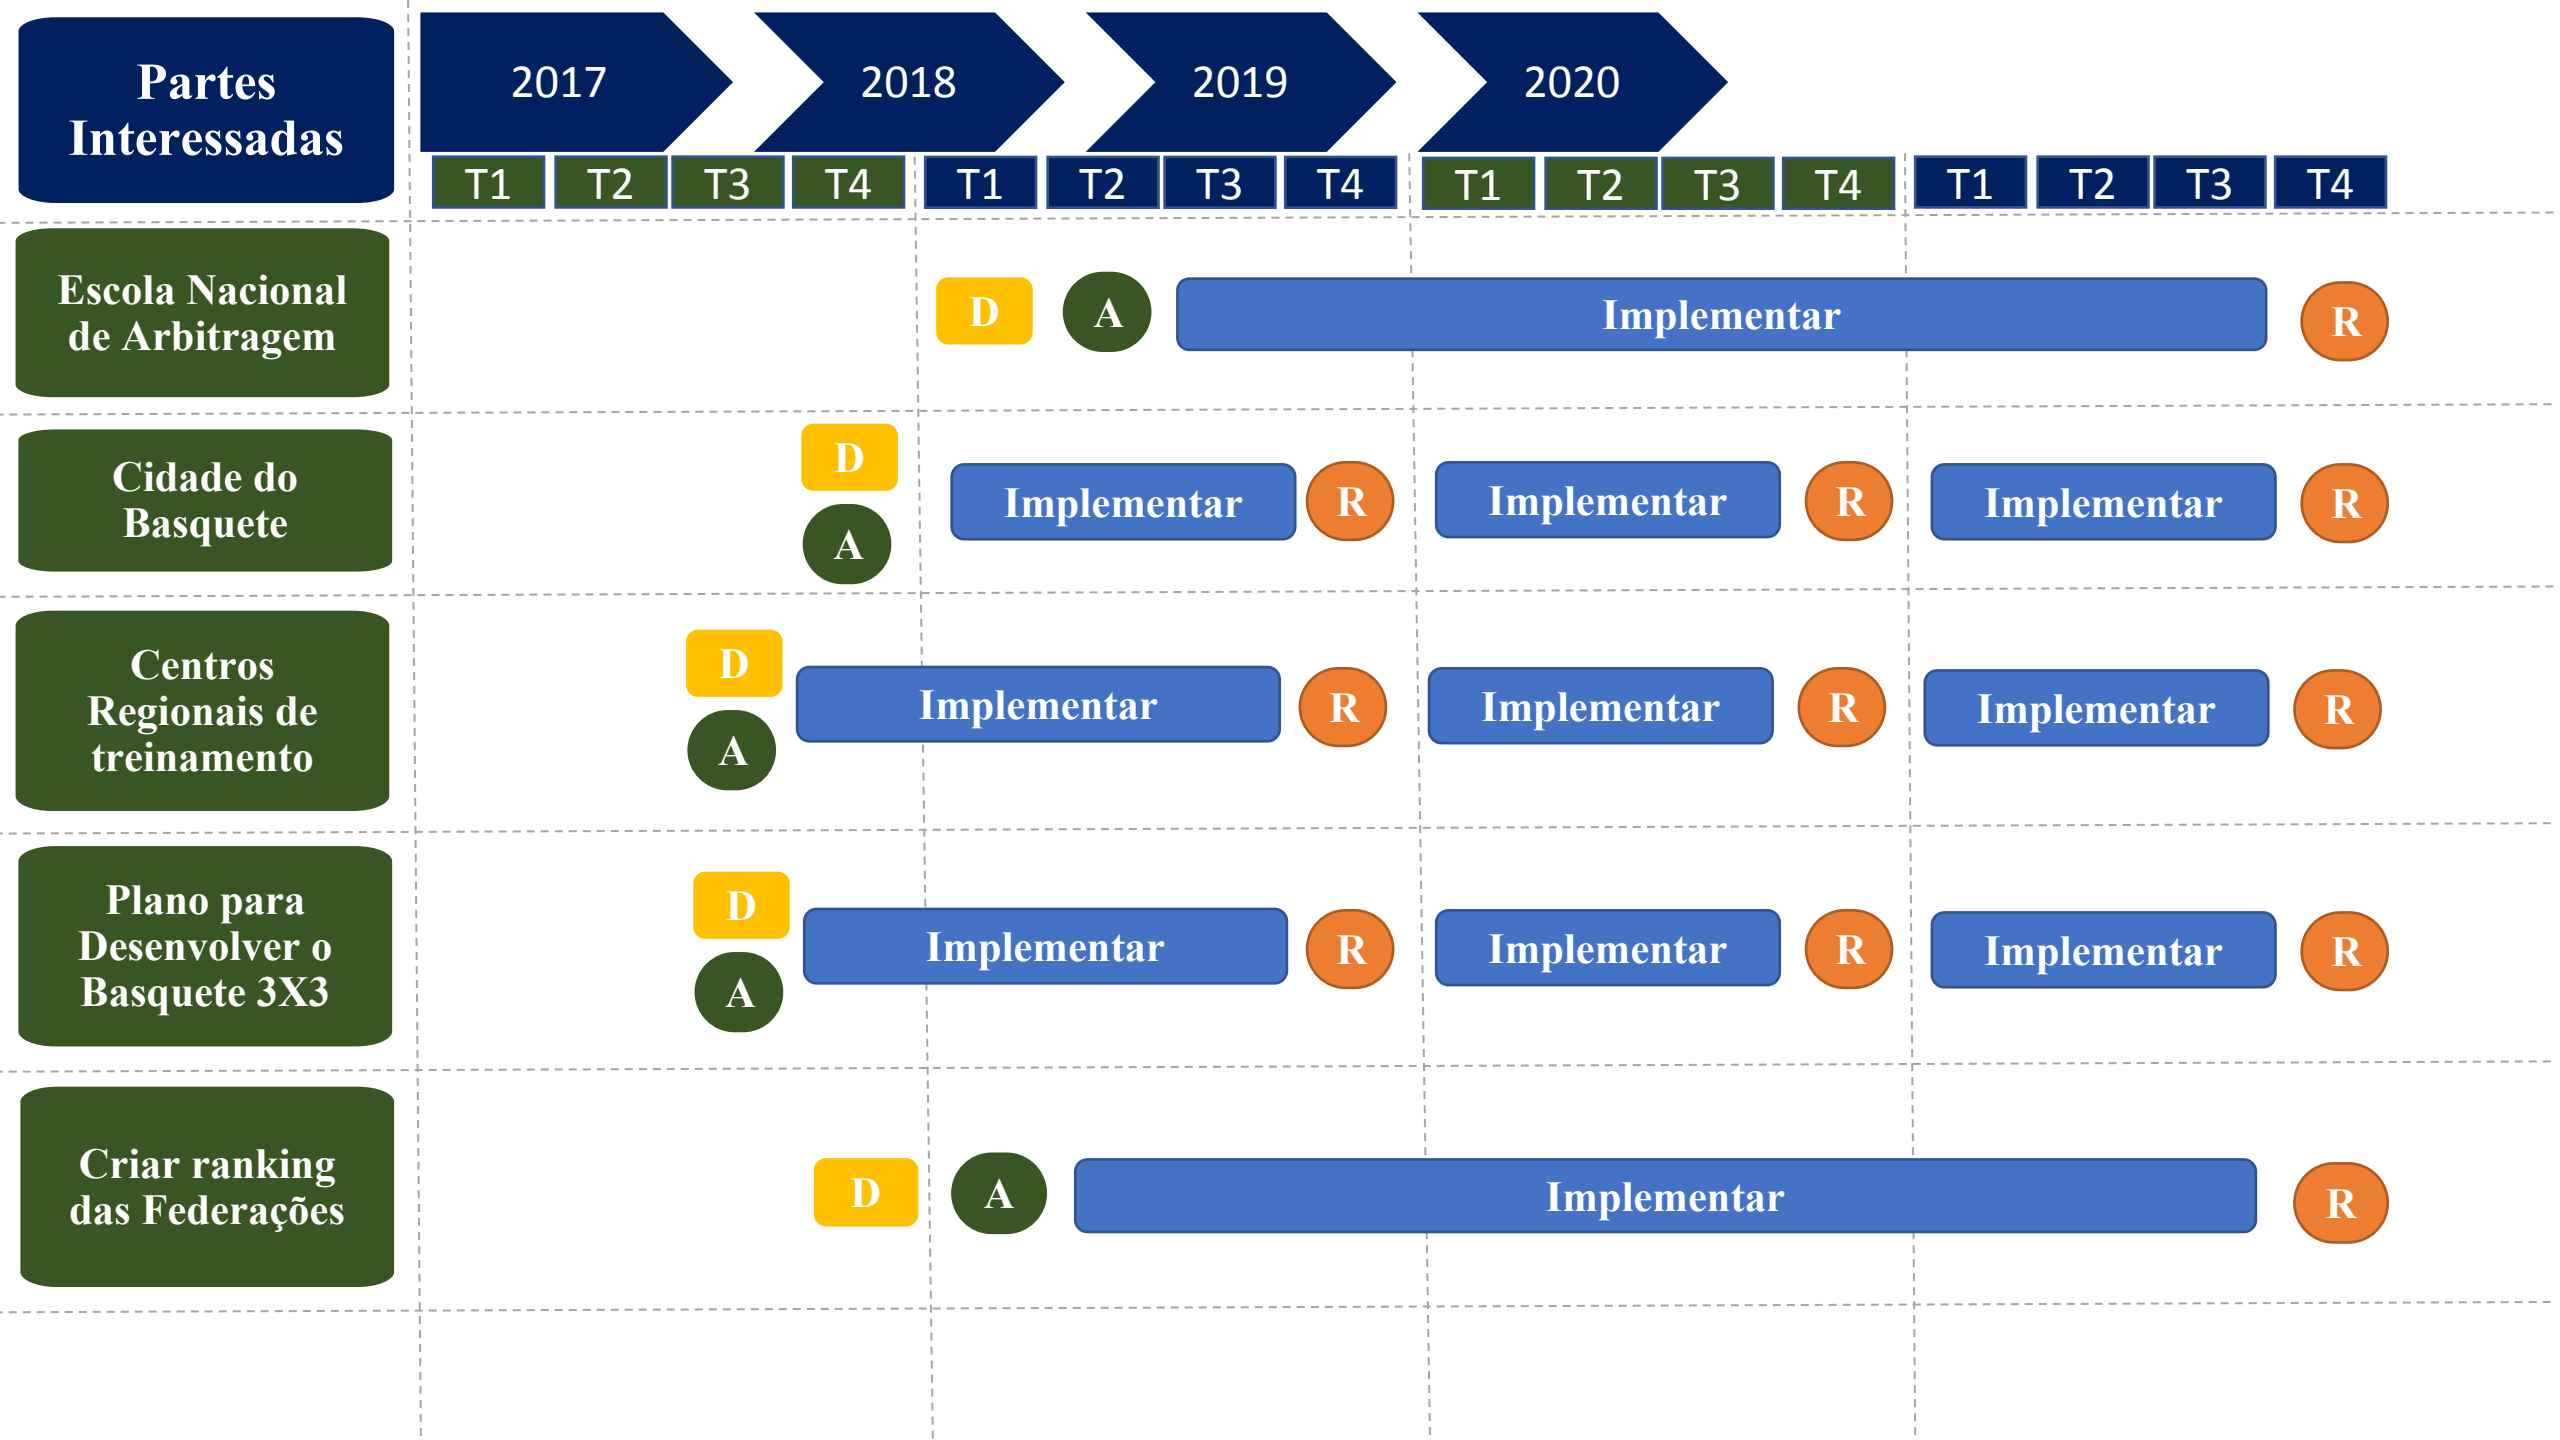 Partes
Interessadas
2017 2018 2019 2020
T1 T2 T3 T4 T1 T2 T3 T4 T1 T2 T3 T4 T1 T2 T3 T4
Escola Nacional
de Arbitragem
D A Implementar R
Cidade do
Basquete
D
A
Implementar R Implementar R Implementar R
Centros
Regionais de
treinamento
D
A
Implementar R Implementar R Implementar R
Plano para
Desenvolver o
Basquete 3X3
D
A
Implementar R Implementar R Implementar R
Criar ranking
das Federações
D A Implementar R